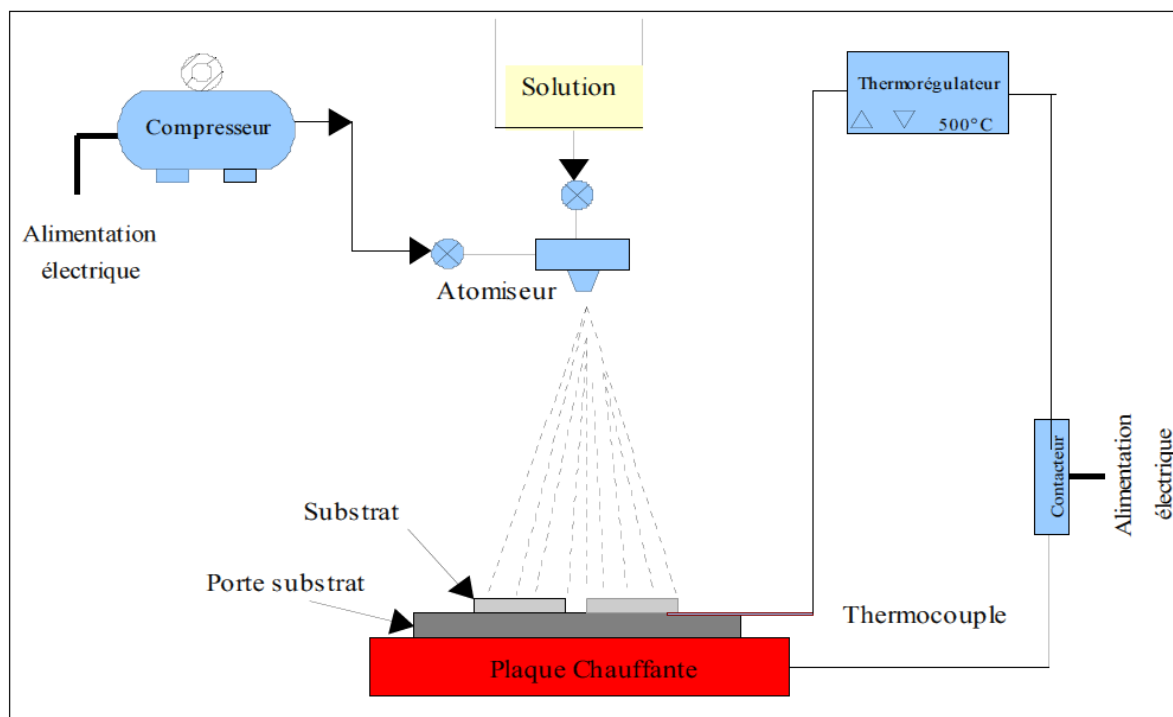 Solution
Thermorégulateur
500°C
Compresseur
Alimentation
électrique
Atomiseur
Contacteur
Alimentation
électrique
Substrat
Porte substrat
Thermocouple
Plaque Chauffante